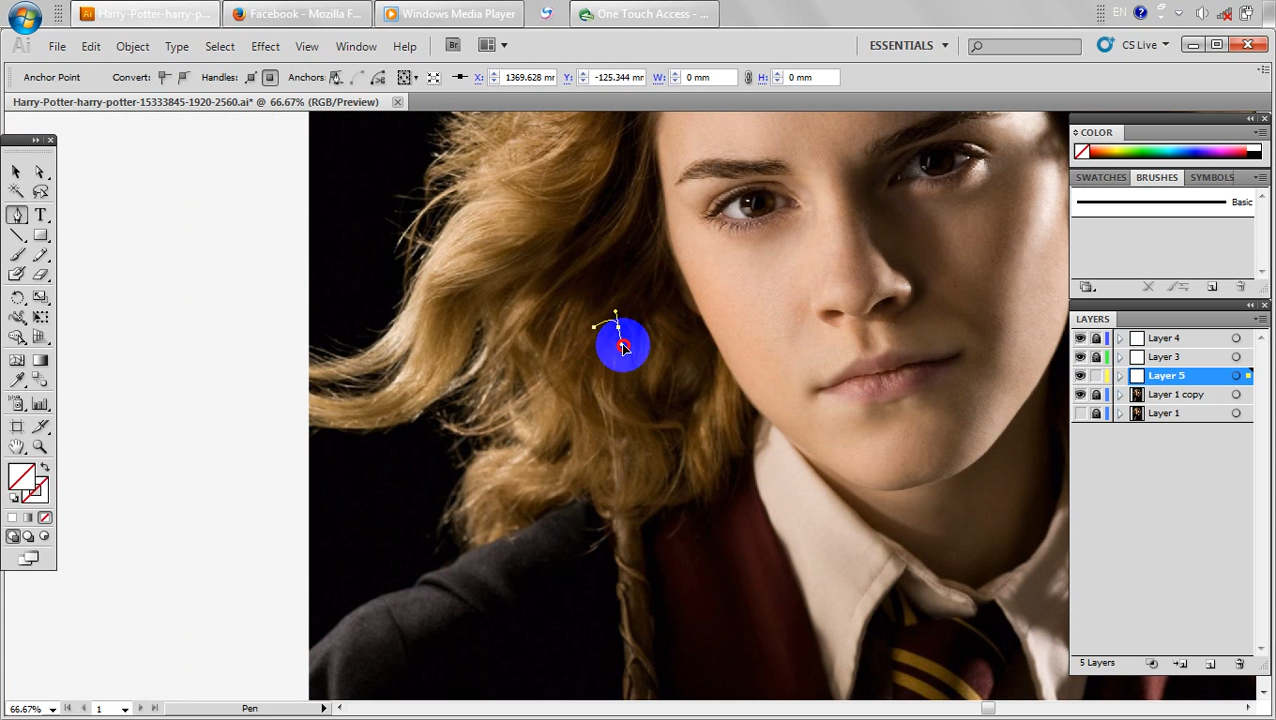 Harry-Potter-harry-p...
Facebook - Mozilla F...
Windows Media Player
One Touch Access - ...
EN
Ai
File Edit Object Type Select Effect View Window Help
Br
ESSENTIALS
CS Live
Anchor Point
Convert:
Handles:
Anchors:
X: 1369.628 mr
Y: -125.344 mr
W: 0 mm
H: 0 mm
Harry-Potter-harry-potter-15333845-1920-2560.ai* @ 66.67% (RGB/Preview)
COLOR
SWATCHES BRUSHES SYMBOLS
Basic
LAYERS
Layer 4
Layer 3
Layer 5
Layer 1 copy
Layer 1
5 Layers
66.67%
1
Pen